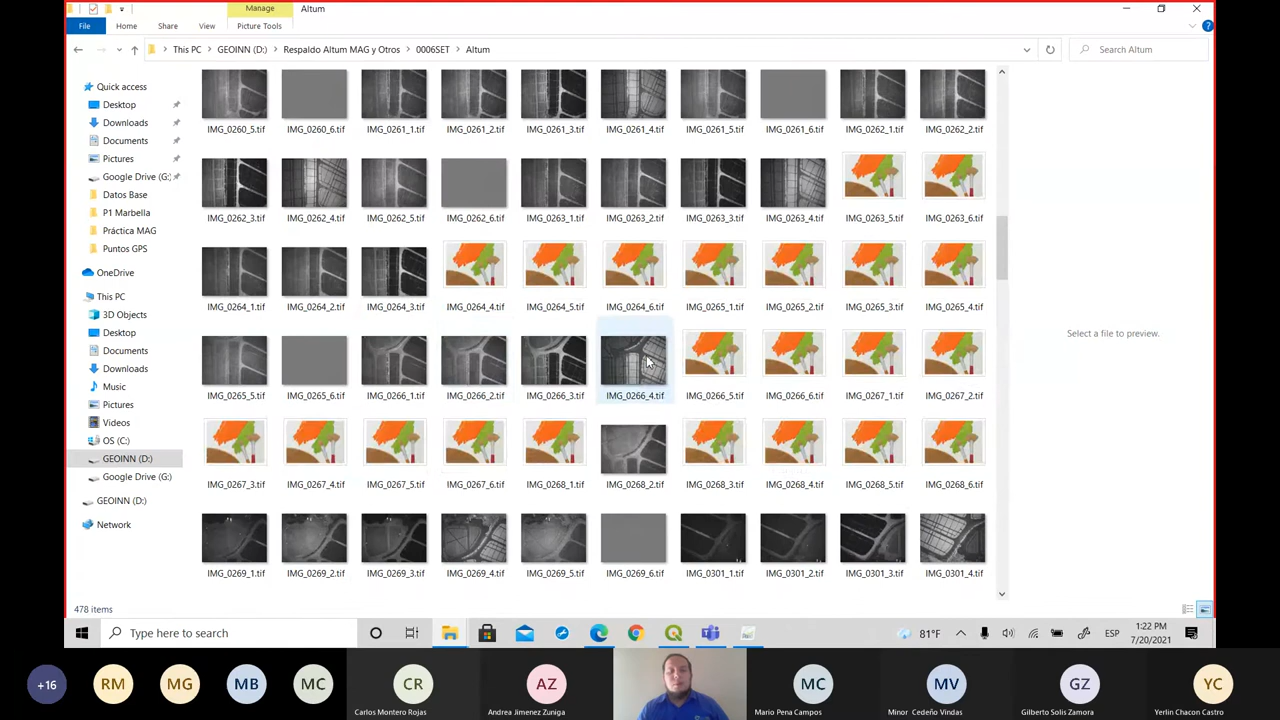 Manage
Altum
File
Home
Share
View
Picture Tools
This PC
GEOINN (D:)
Respaldo Altum MAG y Otros
0006SET
Altum
Search Altum
Quick access
Desktop
Downloads
Documents
Pictures
Google Drive (G:)
Datos Base
P1 Marbella
Práctica MAG
Puntos GPS
OneDrive
This PC
3D Objects
Desktop
Documents
Downloads
Music
Pictures
Videos
OS (C:)
GEOINN (D:)
Google Drive (G:)
GEOINN (D:)
Network
IMG_0260_5.tif IMG_0260_6.tif IMG_0261_1.tif IMG_0261_2.tif IMG_0261_3.tif IMG_0261_4.tif IMG_0261_5.tif IMG_0261_6.tif IMG_0262_1.tif IMG_0262_2.tif
IMG_0262_3.tif IMG_0262_4.tif IMG_0262_5.tif IMG_0262_6.tif IMG_0263_1.tif IMG_0263_2.tif IMG_0263_3.tif IMG_0263_4.tif IMG_0263_5.tif IMG_0263_6.tif
IMG_0264_1.tif IMG_0264_2.tif IMG_0264_3.tif IMG_0264_4.tif IMG_0264_5.tif IMG_0264_6.tif IMG_0265_1.tif IMG_0265_2.tif IMG_0265_3.tif IMG_0265_4.tif
IMG_0265_5.tif IMG_0265_6.tif IMG_0266_1.tif IMG_0266_2.tif IMG_0266_3.tif IMG_0266_4.tif IMG_0266_5.tif IMG_0266_6.tif IMG_0267_1.tif IMG_0267_2.tif
IMG_0267_3.tif IMG_0267_4.tif IMG_0267_5.tif IMG_0267_6.tif IMG_0268_1.tif IMG_0268_2.tif IMG_0268_3.tif IMG_0268_4.tif IMG_0268_5.tif IMG_0268_6.tif
IMG_0269_1.tif IMG_0269_2.tif IMG_0269_3.tif IMG_0269_4.tif IMG_0269_5.tif IMG_0269_6.tif IMG_0301_1.tif IMG_0301_2.tif IMG_0301_3.tif IMG_0301_4.tif
Select a file to preview.
478 items
Type here to search
81°F
ESP
1:22 PM
7/20/2021
+16
RM
MG
MB
MC
CR
Carlos Montero Rojas
AZ
Andrea Jimenez Zuniga
MC
Mario Pena Campos
MV
Minor Cedeño Vindas
GZ
Gilberto Solis Zamora
YC
Yerlin Chacon Castro